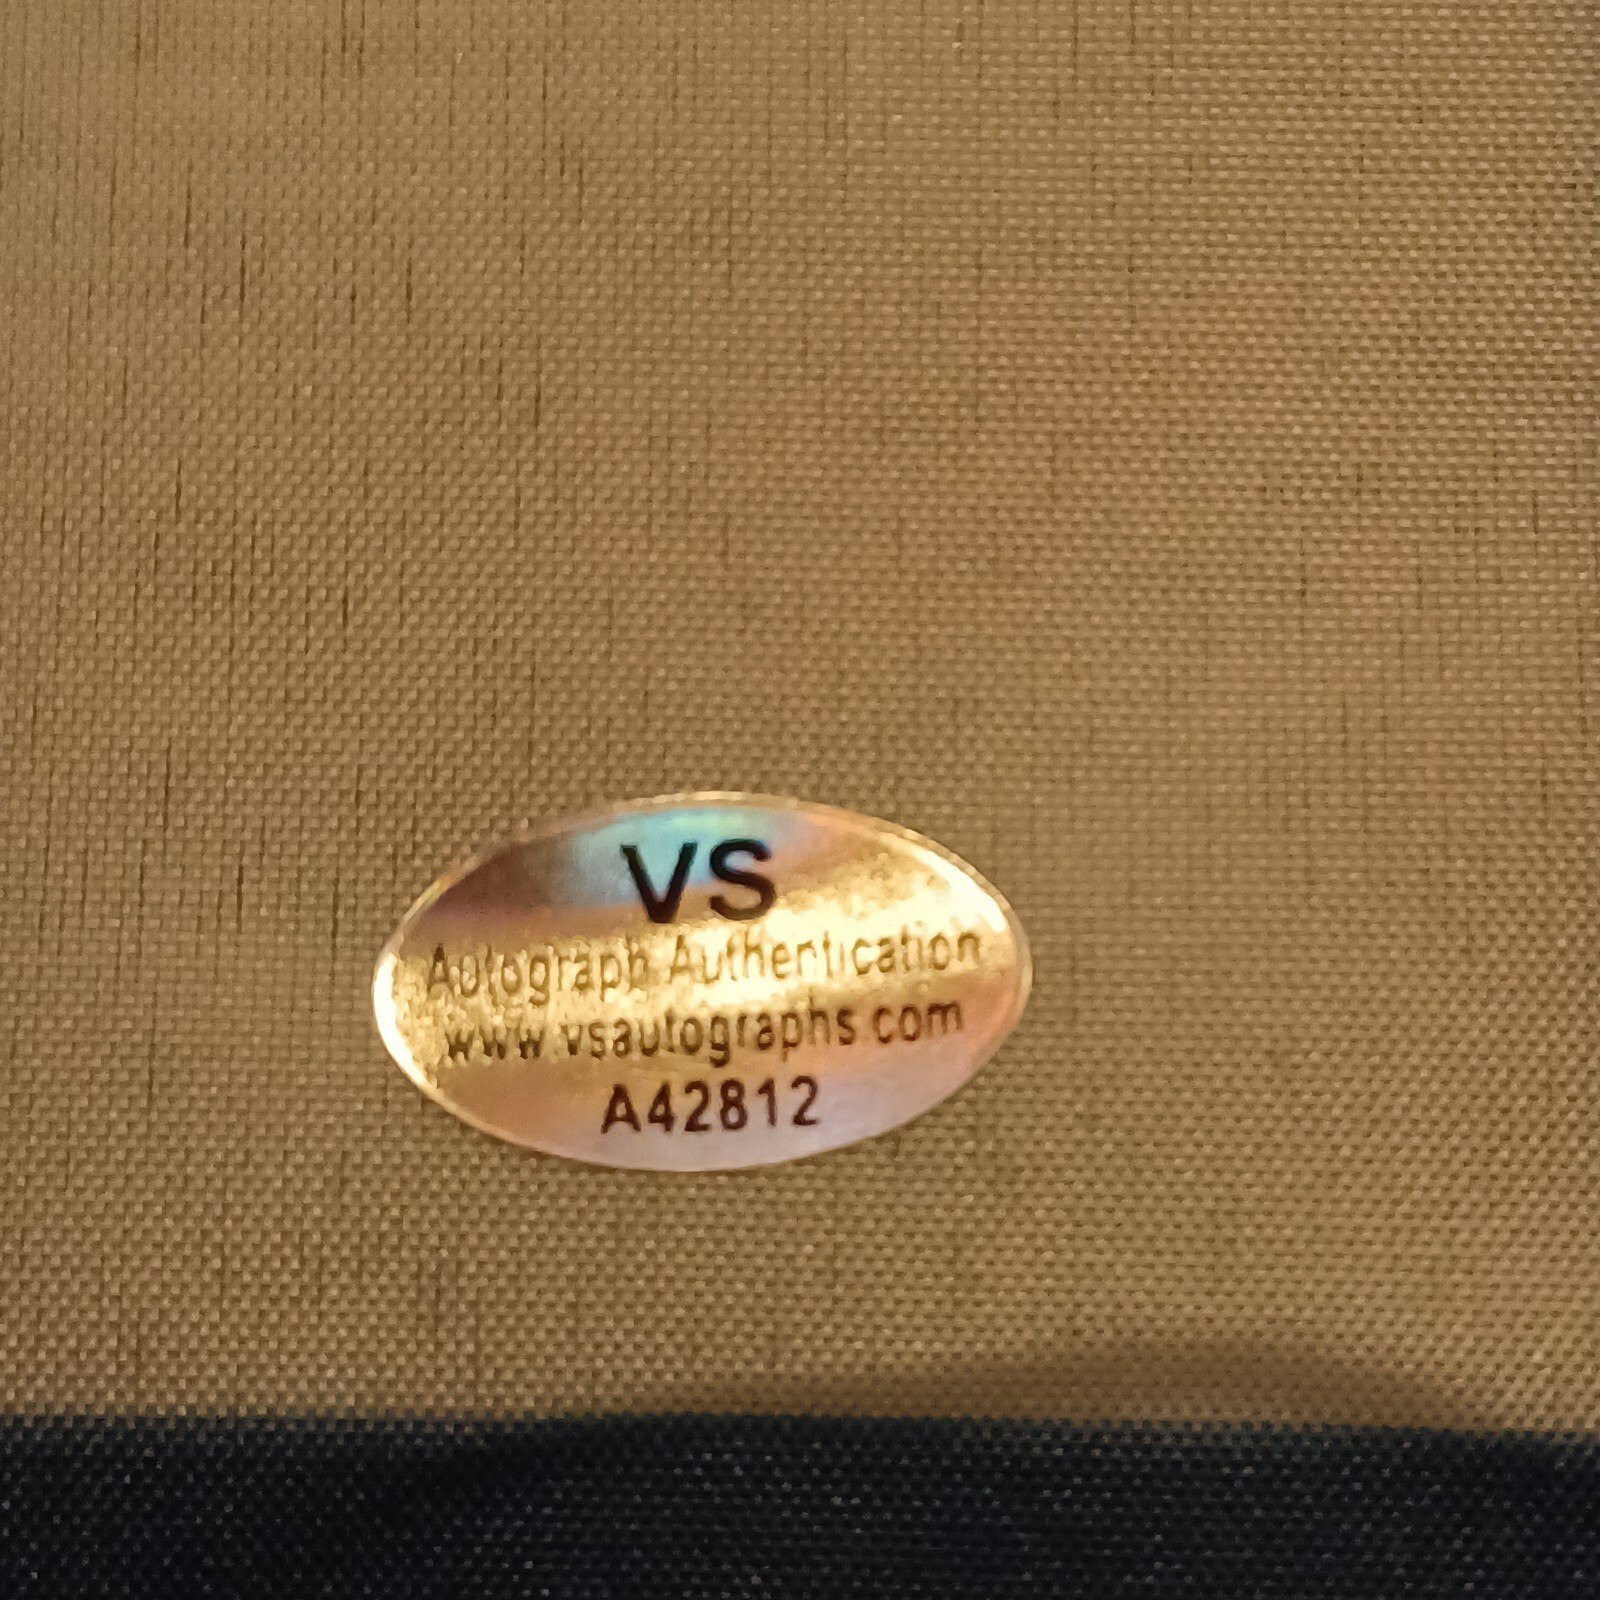 VS
Autograph Authentication
www.vsautographs.com
A42812